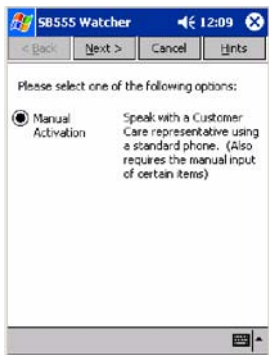 SB555 Watcher 12:09
< Back Next > Cancel Hints
Please select one of the following options:
Manual Speak with a Customer
Activation Care representative using
a standard phone. (Also
requires the manual input
of certain items)